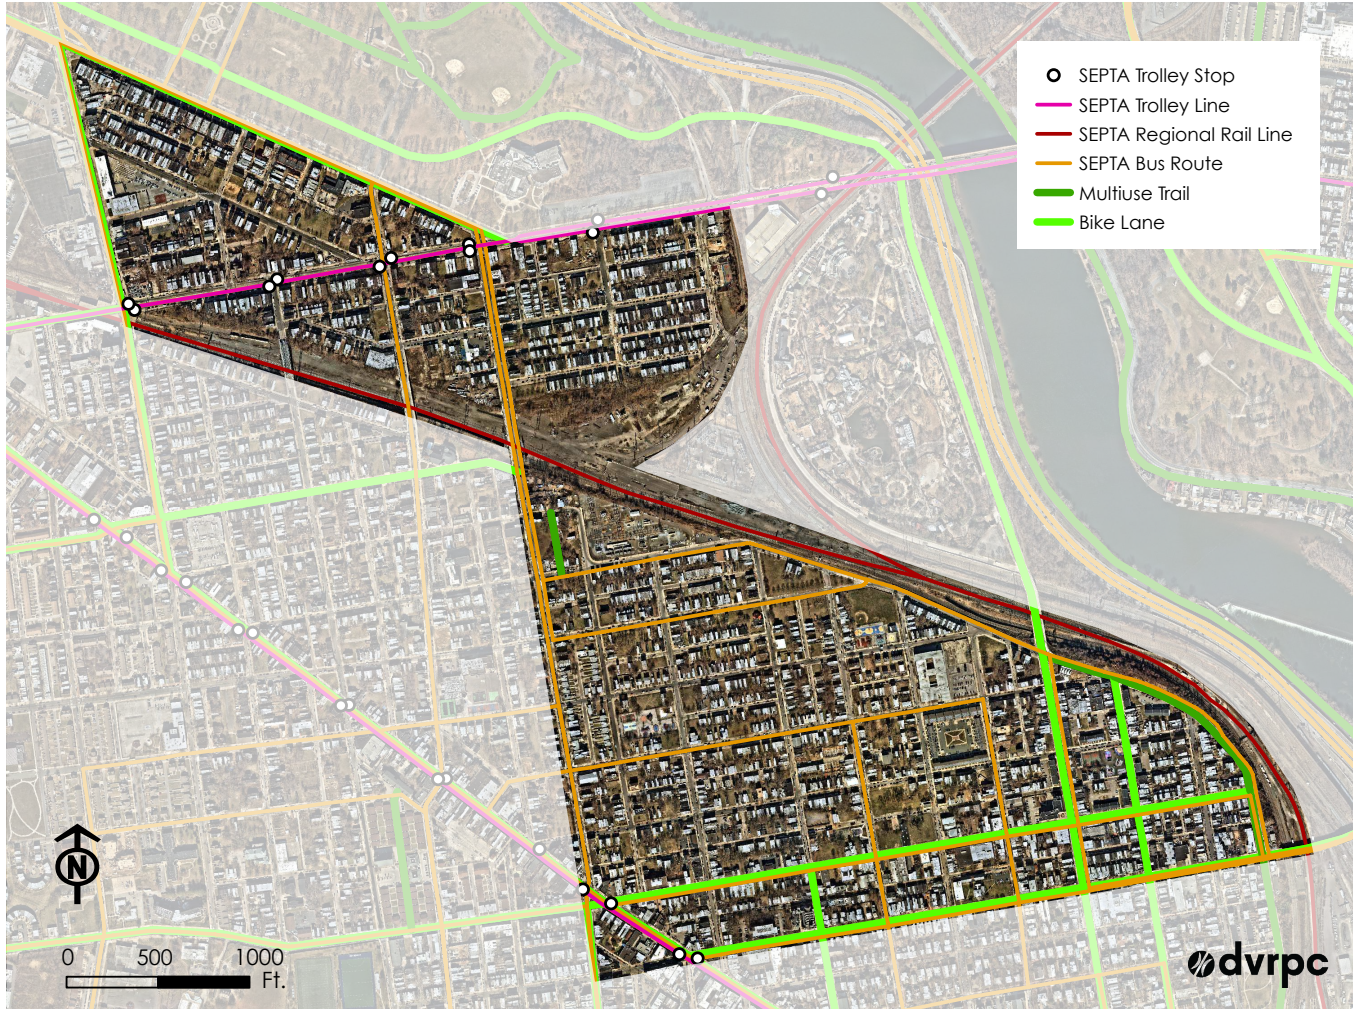 SEPTA Trolley Stop
SEPTA Trolley Line
SEPTA Regional Rail Line
SEPTA Bus Route
Multiuse Trail
Bike Lane
N
0 500 1000
Ft.
dvrpc